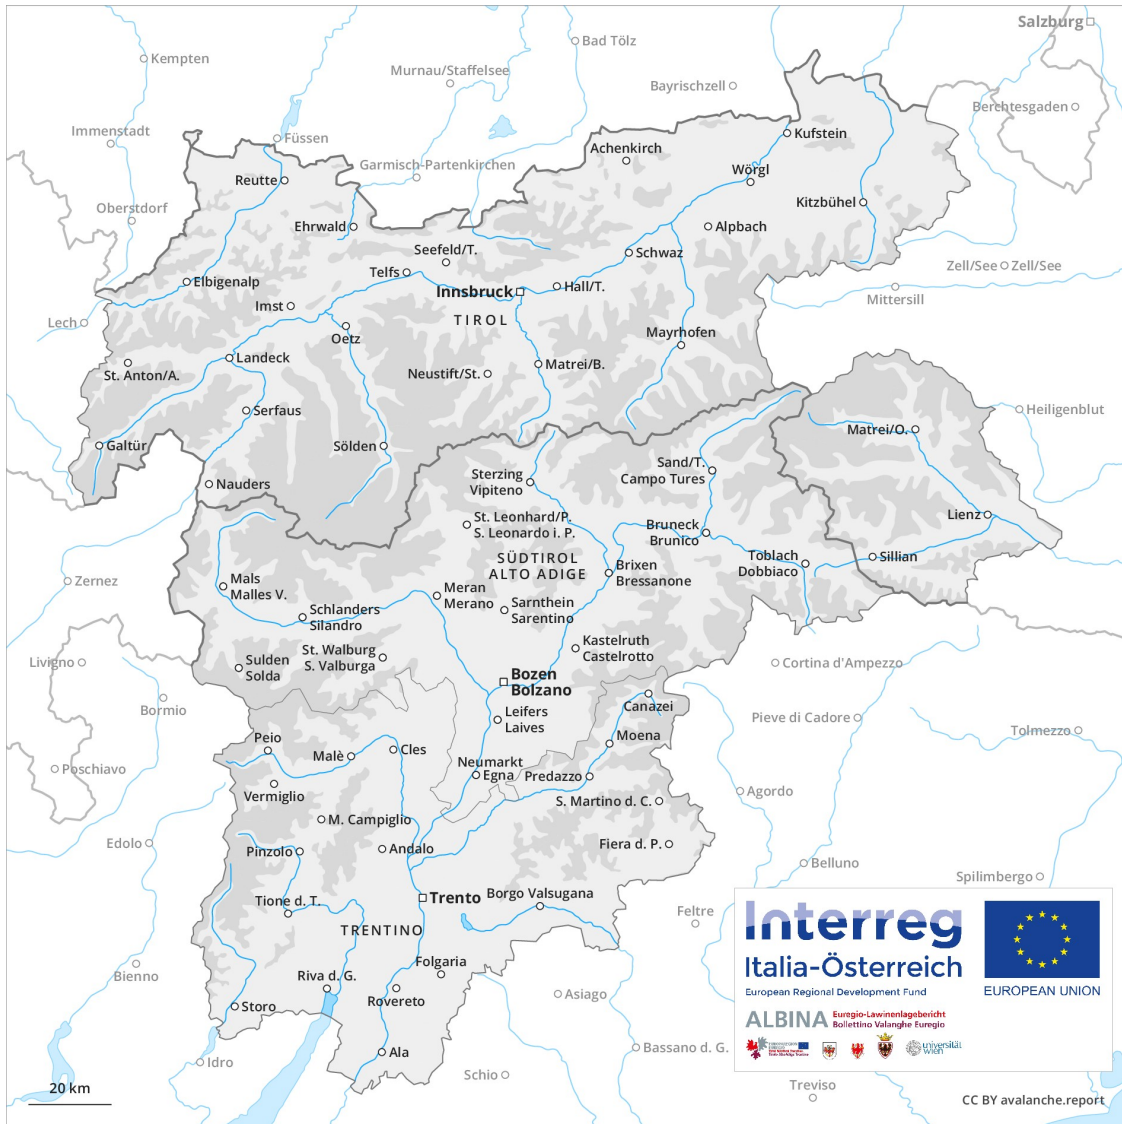 Salzburg
Bad Tölz
Kempten
Murnau/Staffelsee
Bayrischzell
Berchtesgaden
Immenstadt
Füssen
Kufstein
Achenkirch
Garmisch-Partenkirchen
Wörgl
Reutte
Oberstdorf
Kitzbühel
Ehrwald
Alpbach
Seefeld/T.
Schwaz
Telfs
Zell/See
Zell/See
Elbigenalp
Hall/T.
Innsbruck
Mittersill
Imst
TIROL
Lech
Mayrhofen
Oetz
Landeck
Matrei/B.
St. Anton/A.
Neustift/St.
Serfaus
Heiligenblut
Matrei/O.
Galtür
Sölden
Sand/T.
Campo Tures
Sterzing
Vipiteno
Nauders
St. Leonhard/P.
S. Leonardo i. P.
Lienz
Bruneck
Brunico
SÜDTIROL
ALTO ADIGE
Toblach
Dobbiaco
Sillian
Brixen
Bressanone
Zernez
Mals
Malles V.
Meran
Merano
Sarnthein
Sarentino
Schlanders
Silandro
Kastelruth
Castelrotto
St. Walburg
S. Valburga
Livigno
Sulden
Solda
Cortina d'Ampezzo
Bozen
Bolzano
Bormio
Canazei
Leifers
Laives
Pieve di Cadore
Tolmezzo
Moena
Peio
Malè
Cles
Neumarkt
Egna
Predazzo
Poschiavo
Vermiglio
Agordo
S. Martino d. C.
M. Campiglio
Edolo
Pinzolo
Andalo
Fiera d. P.
Belluno
Spilimbergo
Tione d. T.
Trento
Borgo Valsugana
Feltre
TRENTINO
Interreg
Italia-Österreich
European Regional Development Fund
EUROPEAN UNION
Folgaria
Bienno
Riva d. G.
Rovereto
Asiago
Storo
ALBINA
Euregio-Lawinenlagebericht
Bollettino Valanghe Euregio
universität
wien
Ala
Bassano d. G.
Idro
Schio
20 km
Treviso
CC BY avalanche.report